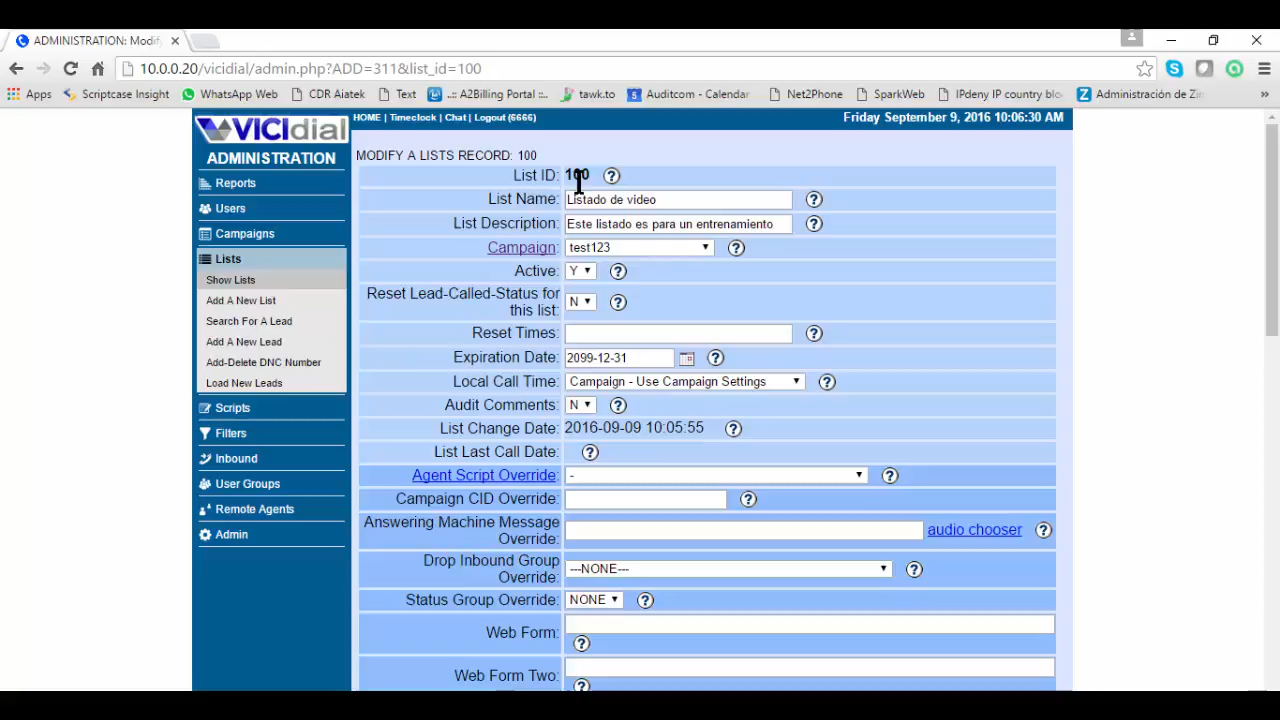 ADMINISTRATION: Modif
10.0.0.20/vicidial/admin.php?ADD=311&list_id=100
Apps Scriptcase Insight WhatsApp Web CDR Aiatek Text ..:: A2Billing Portal ::.. tawk.to 5 Auditcom - Calendar Net2Phone SparkWeb IPdeny IP country blo Z Administración de Zim »
VICIdial
HOME | Timeclock | Chat | Logout (6666)
Friday September 9, 2016 10:06:30 AM
ADMINISTRATION
Reports
Users
Campaigns
Lists
Show Lists
Add A New List
Search For A Lead
Add A New Lead
Add-Delete DNC Number
Load New Leads
Scripts
Filters
Inbound
User Groups
Remote Agents
Admin
MODIFY A LISTS RECORD: 100
List ID: 100 ?
List Name: Listado de video ?
List Description: Este listado es para un entrenamiento ?
Campaign: test123 ?
Active: Y ?
Reset Lead-Called-Status for
this list: N ?
Reset Times: ?
Expiration Date: 2099-12-31 ?
Local Call Time: Campaign - Use Campaign Settings ?
Audit Comments: N ?
List Change Date: 2016-09-09 10:05:55 ?
List Last Call Date: ?
Agent Script Override: - ?
Campaign CID Override: ?
Answering Machine Message
Override: audio chooser ?
Drop Inbound Group
Override: ---NONE--- ?
Status Group Override: NONE ?
Web Form:
?
Web Form Two:
?